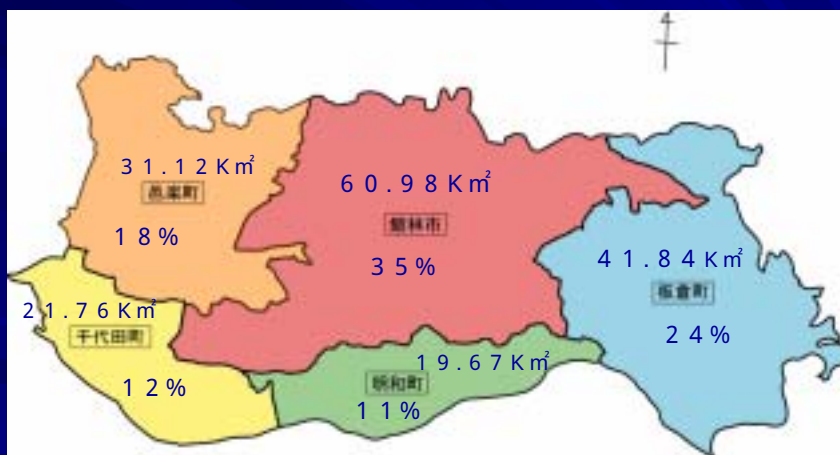 4
31.12Km²
邑楽町
18%
60.98Km²
館林市
35%
41.84Km²
板倉町
24%
21.76Km²
千代田町
12%
19.67Km²
明和町
11%